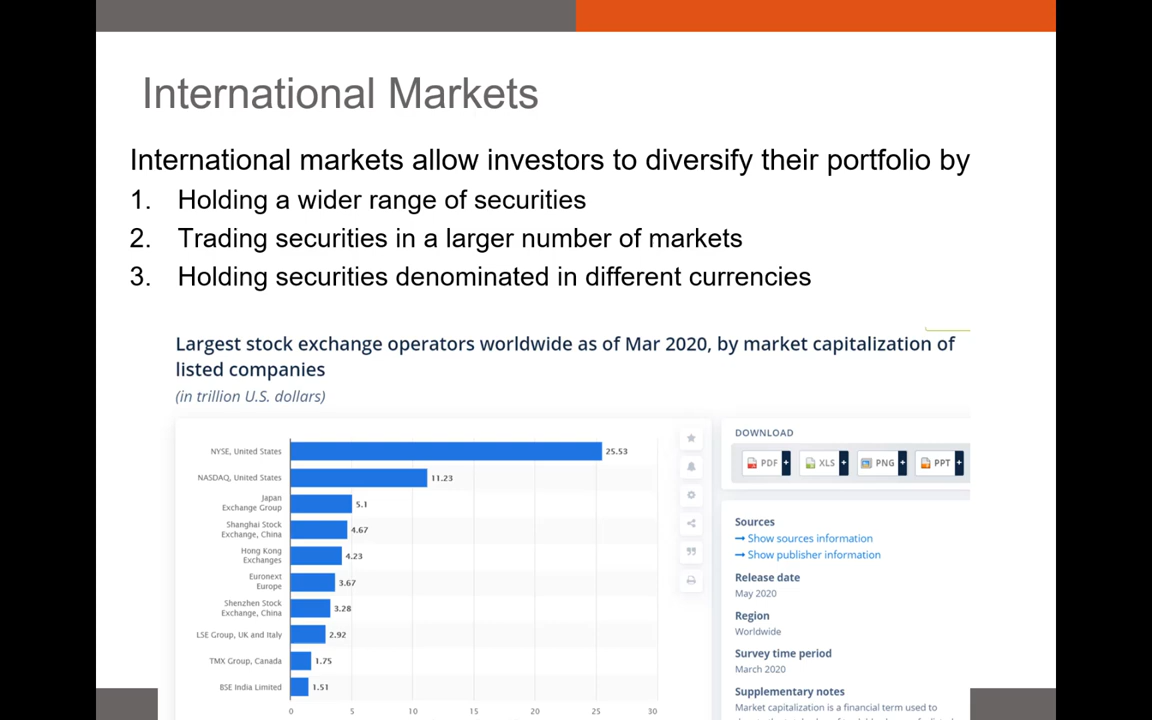 International Markets
International markets allow investors to diversify their portfolio by
1. Holding a wider range of securities
2. Trading securities in a larger number of markets
3. Holding securities denominated in different currencies
Largest stock exchange operators worldwide as of Mar 2020, by market capitalization of
listed companies
(in trillion U.S. dollars)
NYSE, United States 25.53
NASDAQ, United States 11.23
Japan
Exchange Group 5.1
Shanghai Stock
Exchange, China 4.67
Hong Kong
Exchanges 4.23
Euronext
Europe 3.67
Shenzhen Stock
Exchange, China 3.28
LSE Group, UK and Italy 2.92
TMX Group, Canada 1.75
BSE India Limited 1.51
0 5 10 15 20 25 30
DOWNLOAD
PDF + XLS + PNG + PPT +
Sources
→ Show sources information
→ Show publisher information
Release date
May 2020
Region
Worldwide
Survey time period
March 2020
Supplementary notes
Market capitalization is a financial term used to